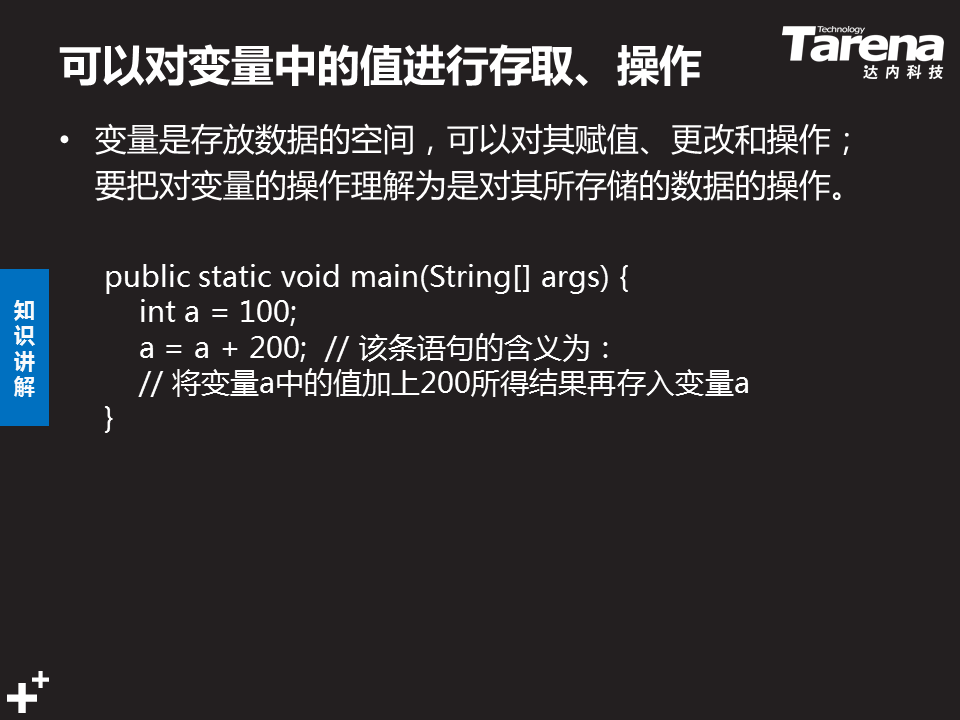 可以对变量中的值进行存取、操作
Technology
Tarena
达内科技
• 变量是存放数据的空间，可以对其赋值、更改和操作；
要把对变量的操作理解为是对其所存储的数据的操作。
知识讲解
public static void main(String[] args) {
int a = 100;
a = a + 200; // 该条语句的含义为：
// 将变量a中的值加上200所得结果再存入变量a
}